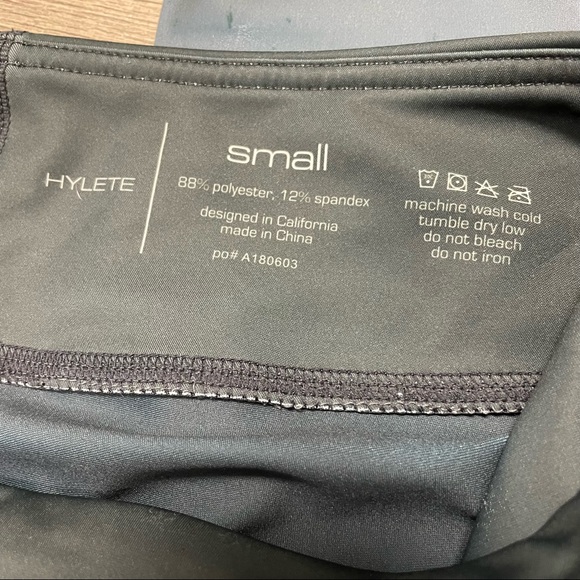 HYLETE
small
88% polyester, 12% spandex
designed in California
made in China
po# A180603
machine wash cold
tumble dry low
do not bleach
do not iron